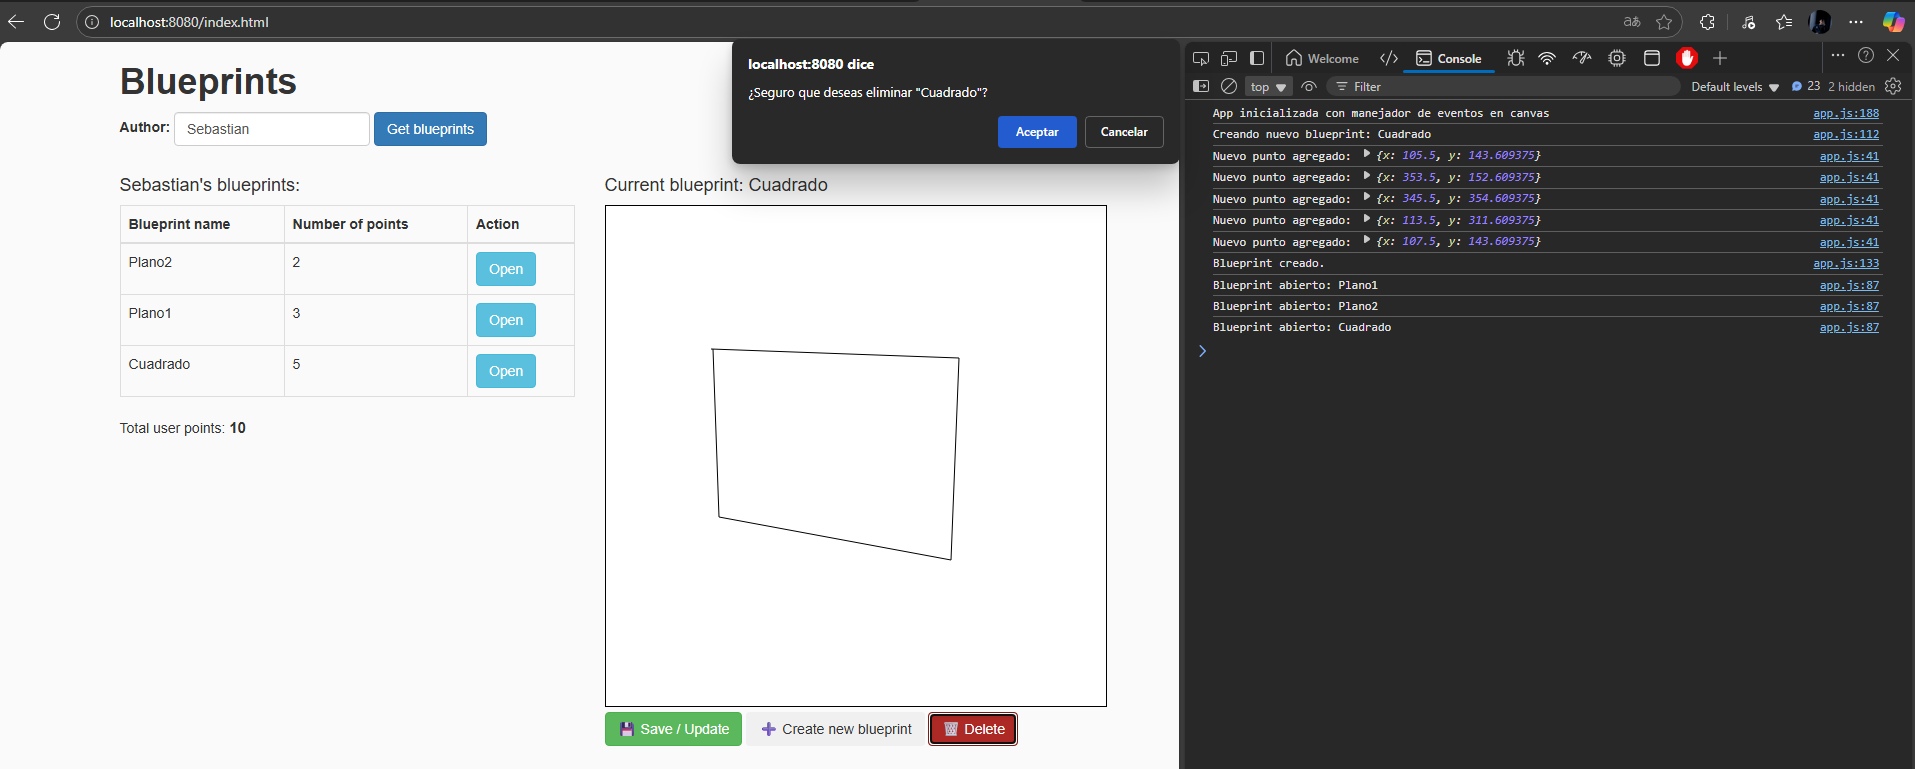 localhost:8080/index.html
localhost:8080 dice
¿Seguro que deseas eliminar "Cuadrado"?
Aceptar Cancelar
Blueprints
Author: Sebastian Get blueprints
Sebastian's blueprints:
Blueprint name Number of points Action
Plano2 2 Open
Plano1 3 Open
Cuadrado 5 Open
Total user points: 10
Current blueprint: Cuadrado
Save / Update Create new blueprint Delete
Welcome Console
top Filter Default levels 23 2 hidden
App inicializada con manejador de eventos en canvas app.js:188
Creando nuevo blueprint: Cuadrado app.js:112
Nuevo punto agregado: {x: 105.5, y: 143.609375} app.js:41
Nuevo punto agregado: {x: 353.5, y: 152.609375} app.js:41
Nuevo punto agregado: {x: 345.5, y: 354.609375} app.js:41
Nuevo punto agregado: {x: 113.5, y: 311.609375} app.js:41
Nuevo punto agregado: {x: 107.5, y: 143.609375} app.js:41
Blueprint creado. app.js:133
Blueprint abierto: Plano1 app.js:87
Blueprint abierto: Plano2 app.js:87
Blueprint abierto: Cuadrado app.js:87